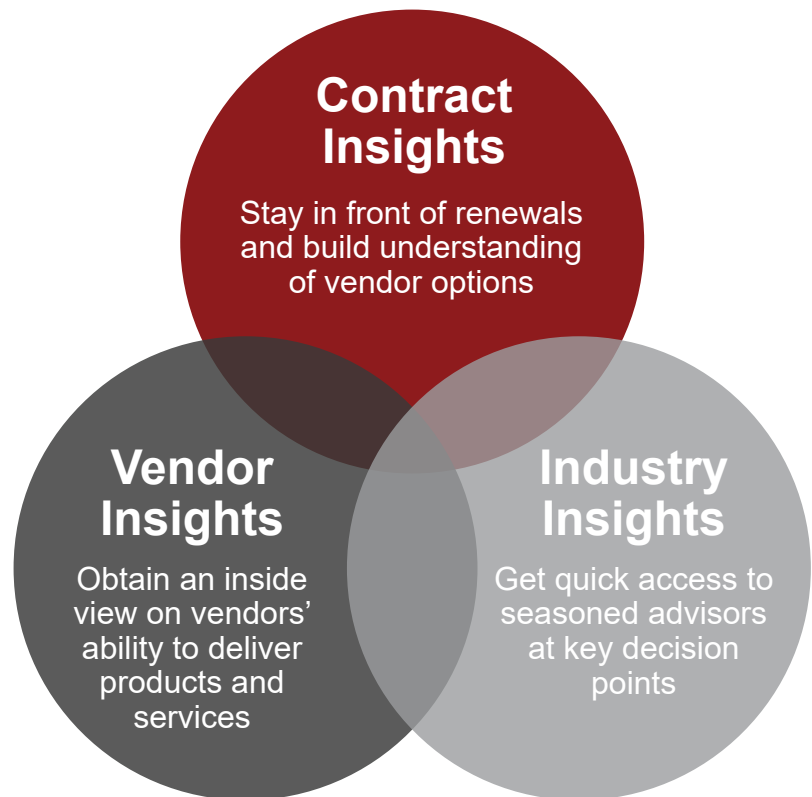 Contract
Insights
Stay in front of renewals
and build understanding
of vendor options
Vendor
Insights
Obtain an inside
view on vendors’
ability to deliver
products and
services
Industry
Insights
Get quick access to
seasoned advisors
at key decision
points